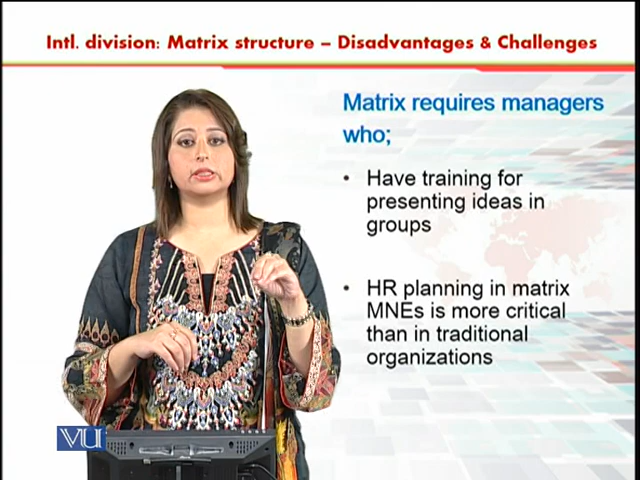 Intl. division: Matrix structure – Disadvantages & Challenges
Matrix requires managers
who;
• Have training for
presenting ideas in
groups
• HR planning in matrix
MNEs is more critical
than in traditional
organizations
VU